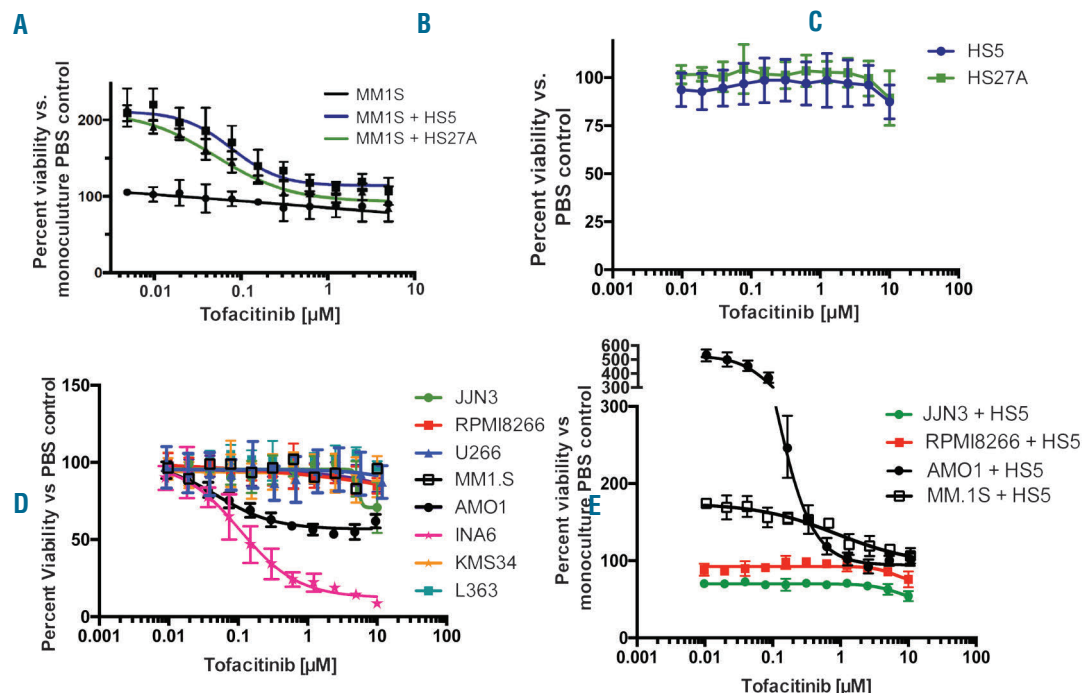 A
B
C
Percent viability vs.
monoculuture PBS control
200
100
0
0.01
0.1
1
10
Tofacitinib [µM]
MM1S
MM1S + HS5
MM1S + HS27A
Percent viability vs.
PBS control
100
75
50
25
0
0.001
0.01
0.1
1
10
100
Tofacitinib [µM]
HS5
HS27A
D
Percent Viability vs PBS control
150
100
50
0
0.001
0.01
0.1
1
10
100
Tofacitinib [µM]
JJN3
RPMI8266
U266
MM1.S
AMO1
INA6
KMS34
L363
E
Percent viability vs
monoculture PBS control
600
500
400
300
300
200
100
0
0.001
0.01
0.1
1
10
100
Tofacitinib [µM]
JJN3 + HS5
RPMI8266 + HS5
AMO1 + HS5
MM.1S + HS5